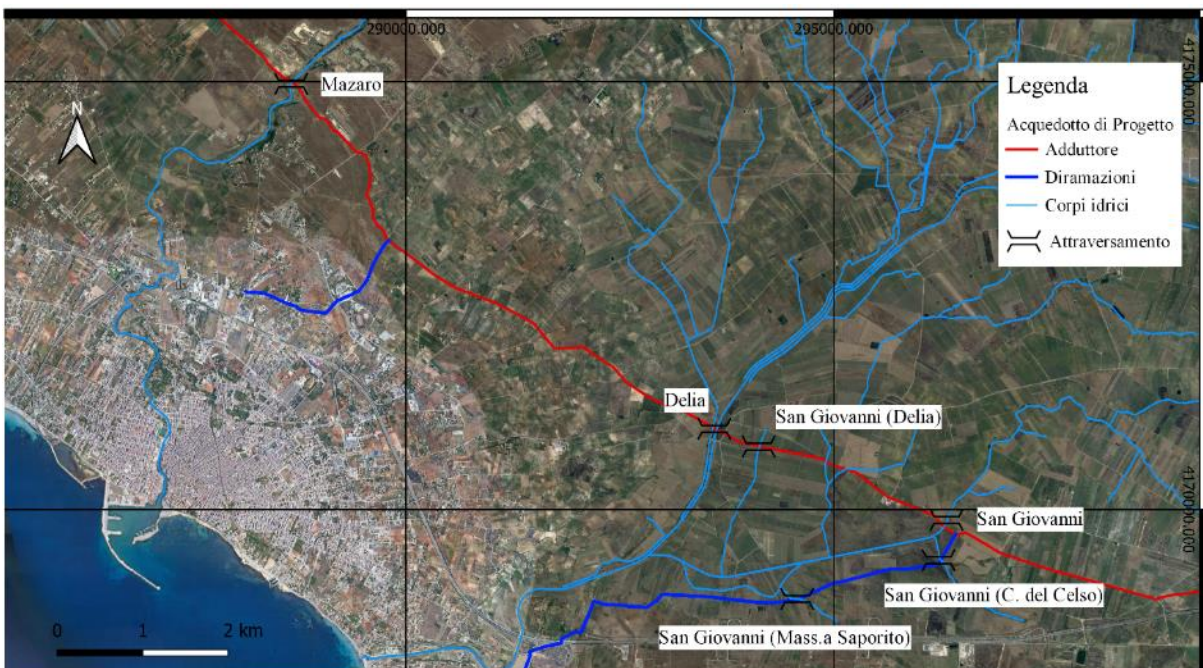 290000.000
295000.000
4175000.000
Mazaro
N
Legenda
Acquedotto di Progetto
Adduttore
Diramazioni
Corpi idrici
Attraversamento
Delia
San Giovanni (Delia)
4170000.000
San Giovanni
San Giovanni (C. del Celso)
San Giovanni (Mass.a Saporito)
0 1 2 km